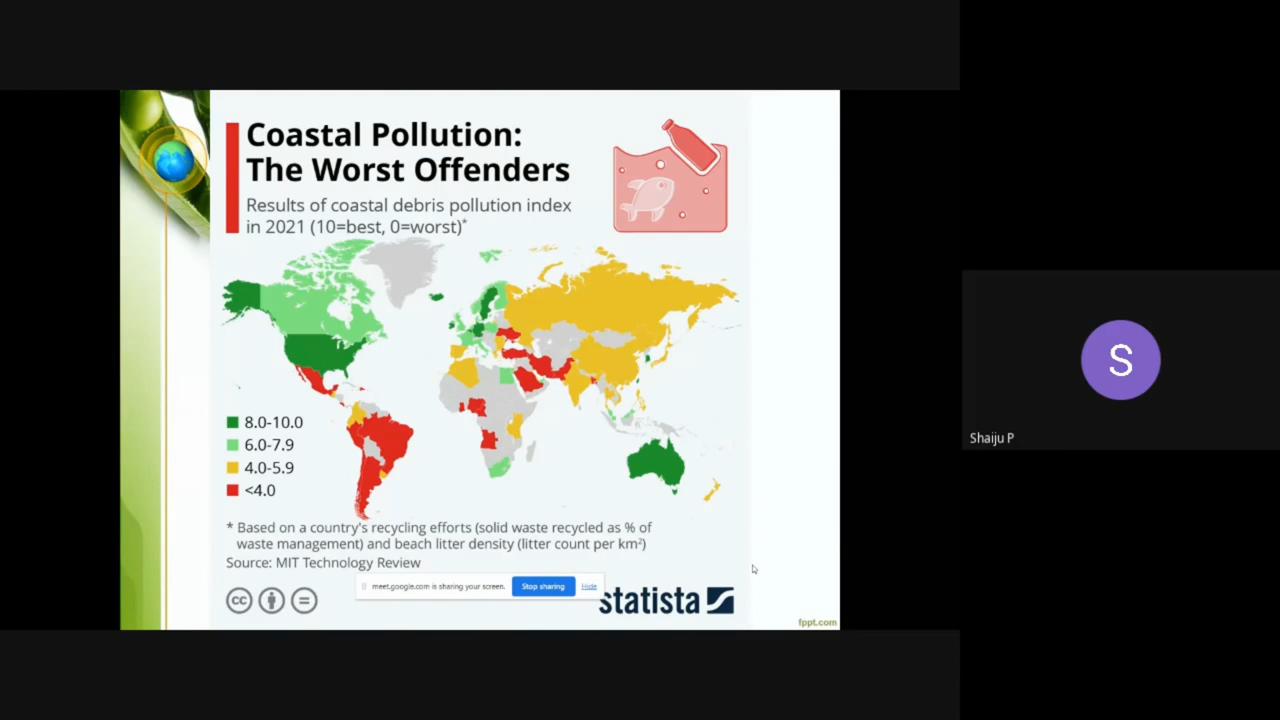 Coastal Pollution:
The Worst Offenders
Results of coastal debris pollution index
in 2021 (10=best, 0=worst)*
8.0-10.0
6.0-7.9
4.0-5.9
<4.0
* Based on a country's recycling efforts (solid waste recycled as % of
waste management) and beach litter density (litter count per km²)
Source: MIT Technology Review
meet.google.com is sharing your screen. Stop sharing Hide
cc
statista
fppt.com
S
Shaiju P